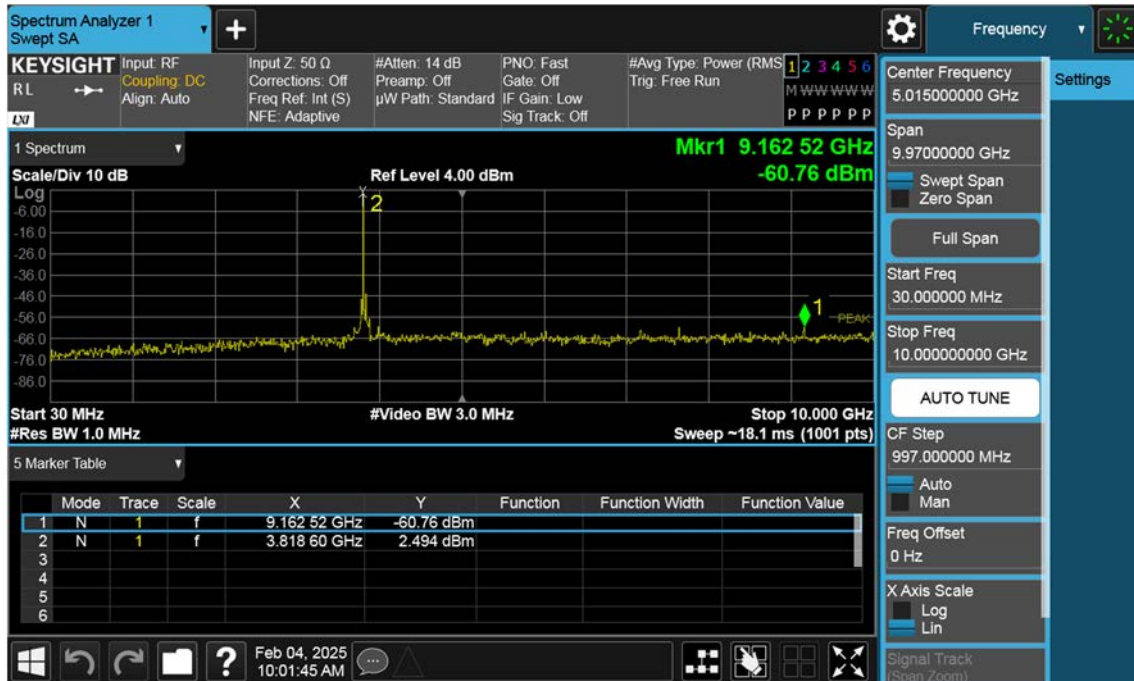 Spectrum Analyzer 1
Swept SA
Frequency
KEYSIGHT
RL
LXI
Input: RF
Coupling: DC
Align: Auto
Input Z: 50 Ω
Corrections: Off
Freq Ref: Int (S)
NFE: Adaptive
#Atten: 14 dB
Preamp: Off
µW Path: Standard
PNO: Fast
Gate: Off
IF Gain: Low
Sig Track: Off
#Avg Type: Power (RMS
Trig: Free Run
1 2 3 4 5 6
M W W W W W
P P P P P P
1 Spectrum
Mkr1 9.162 52 GHz
-60.76 dBm
Scale/Div 10 dB
Ref Level 4.00 dBm
Log
-6.00
-16.0
-26.0
-36.0
-46.0
-56.0
-66.0
-76.0
-86.0
2
1
PEAK
Start 30 MHz
#Video BW 3.0 MHz
Stop 10.000 GHz
#Res BW 1.0 MHz
Sweep ~18.1 ms (1001 pts)
5 Marker Table
Mode Trace Scale X Y Function Function Width Function Value
1 N 1 f 9.162 52 GHz -60.76 dBm
2 N 1 f 3.818 60 GHz 2.494 dBm
3
4
5
6
?
Feb 04, 2025
10:01:45 AM
Center Frequency
5.015000000 GHz
Settings
Span
9.97000000 GHz
Swept Span
Zero Span
Full Span
Start Freq
30.000000 MHz
Stop Freq
10.000000000 GHz
AUTO TUNE
CF Step
997.000000 MHz
Auto
Man
Freq Offset
0 Hz
X Axis Scale
Log
Lin
Signal Track
(Span Zoom)